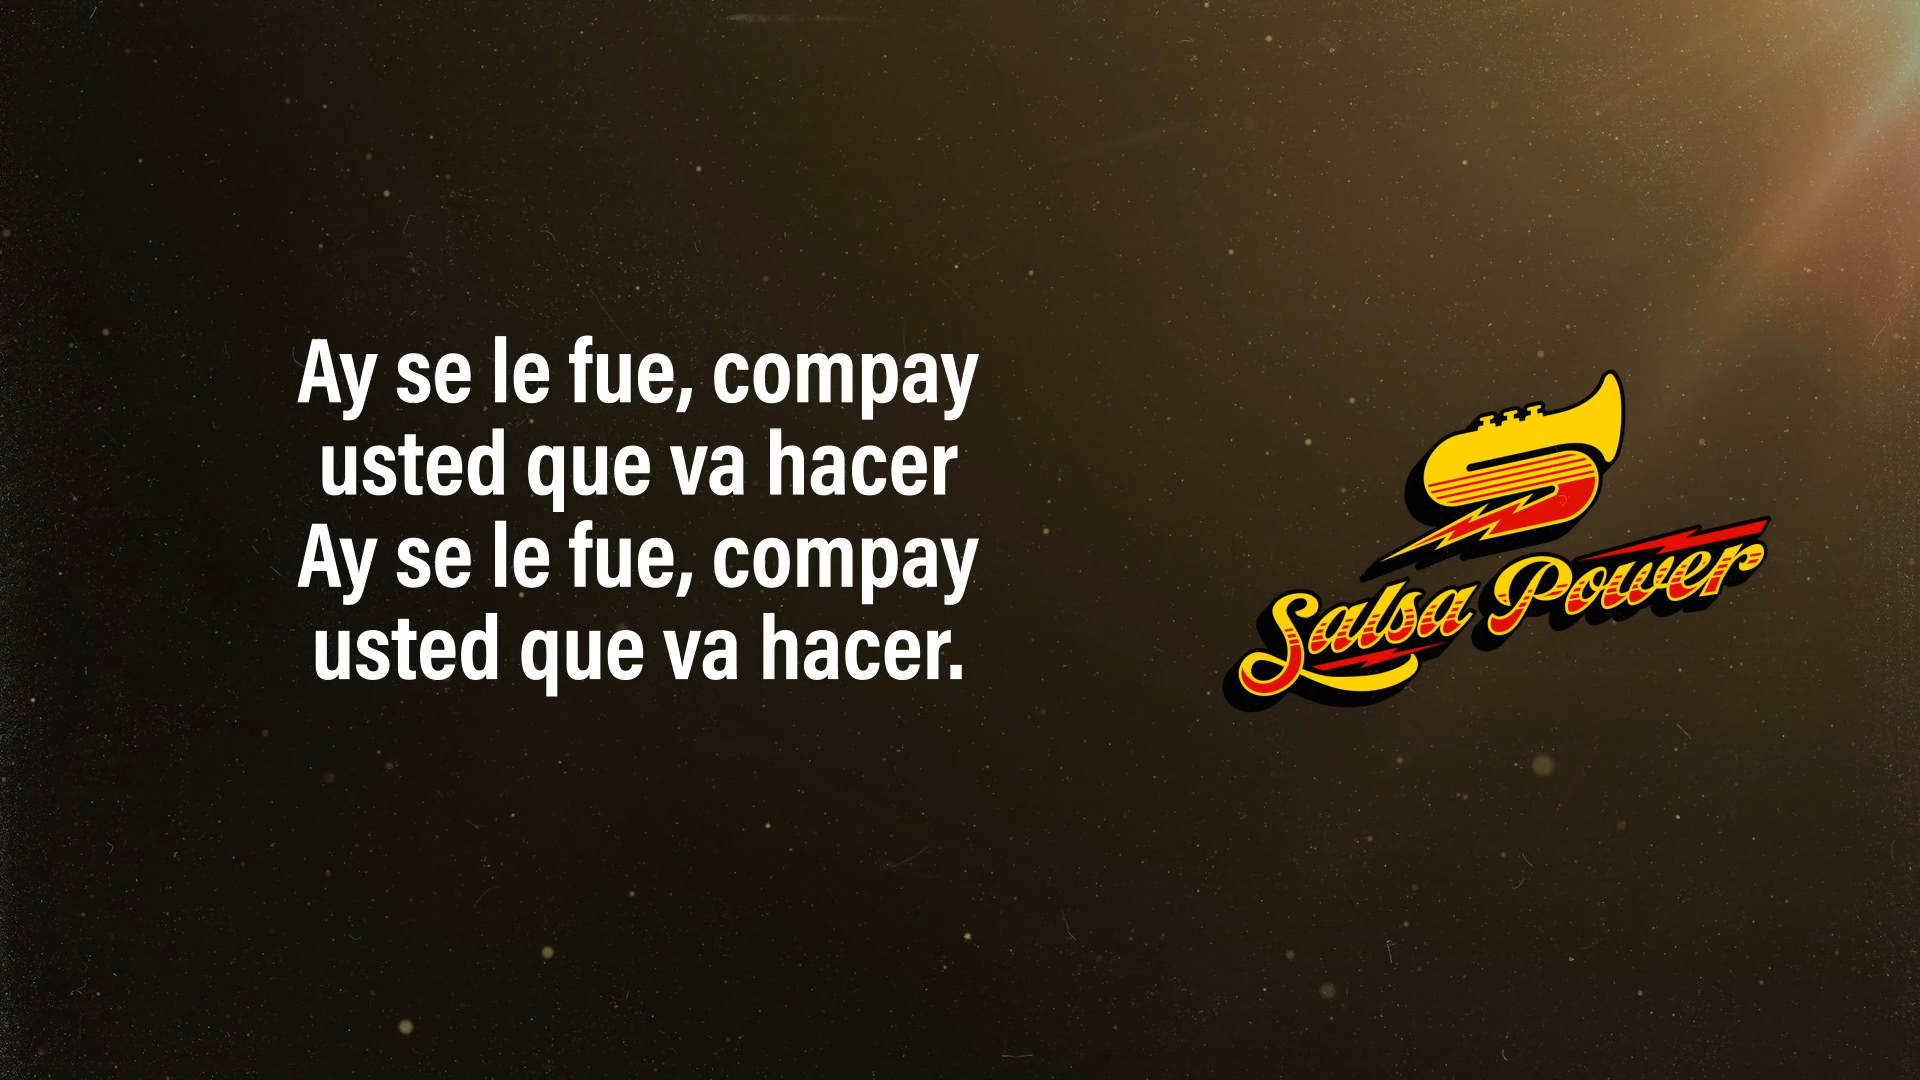 Ay se le fue, compay
usted que va hacer
Ay se le fue, compay
usted que va hacer.
Salsa Power